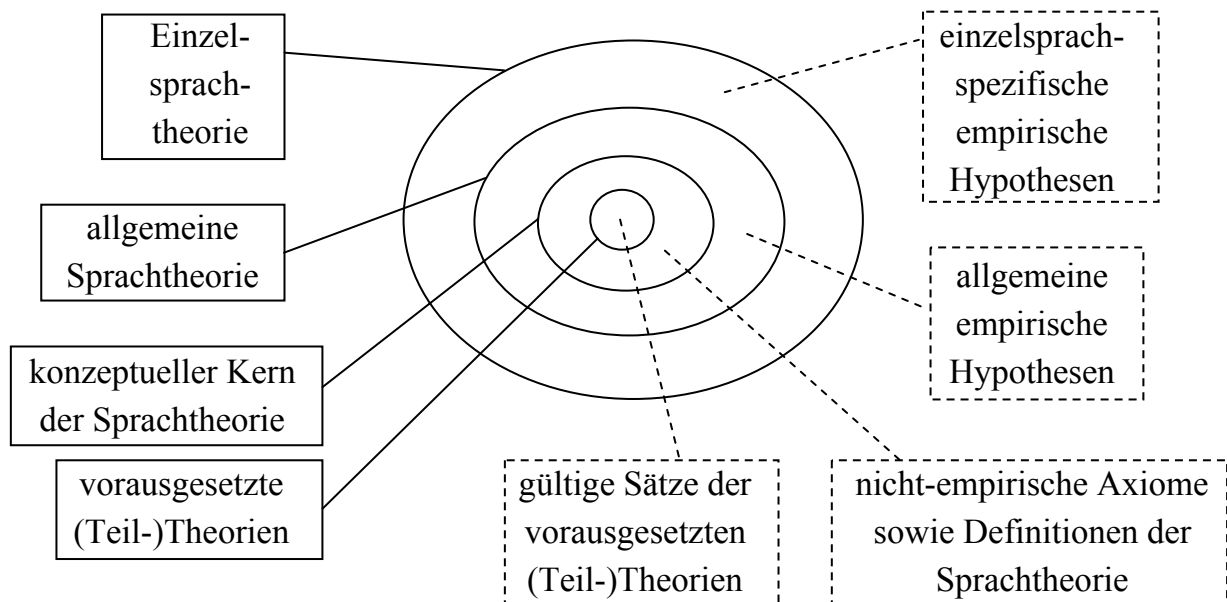 Einzel-
sprach-
theorie
allgemeine
Sprachtheorie
konzeptueller Kern
der Sprachtheorie
vorausgesetzte
(Teil-)Theorien
gültige Sätze der
vorausgesetzten
(Teil-)Theorien
nicht-empirische Axiome
sowie Definitionen der
Sprachtheorie
allgemeine
empirische
Hypothesen
einzelsprach-
spezifische
empirische
Hypothesen